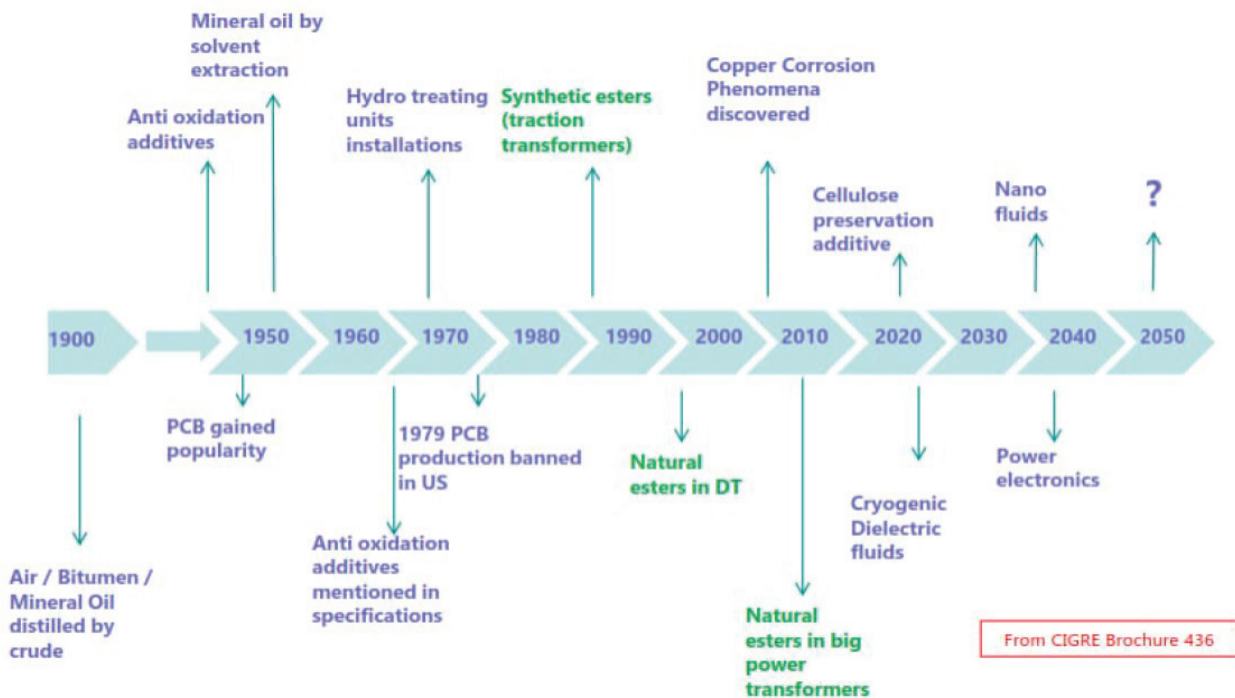 Mineral oil by
solvent
extraction
Anti oxidation
additives
Hydro treating
units
installations
Synthetic esters
(traction
transformers)
Copper Corrosion
Phenomena
discovered
Cellulose
preservation
additive
Nano
fluids
?
1900
1950
1960
1970
1980
1990
2000
2010
2020
2030
2040
2050
PCB gained
popularity
1979 PCB
production banned
in US
Anti oxidation
additives
mentioned in
specifications
Natural
esters in DT
Natural
esters in big
power
transformers
Cryogenic
Dielectric
fluids
Power
electronics
Air / Bitumen /
Mineral Oil
distilled by
crude
From CIGRE Brochure 436